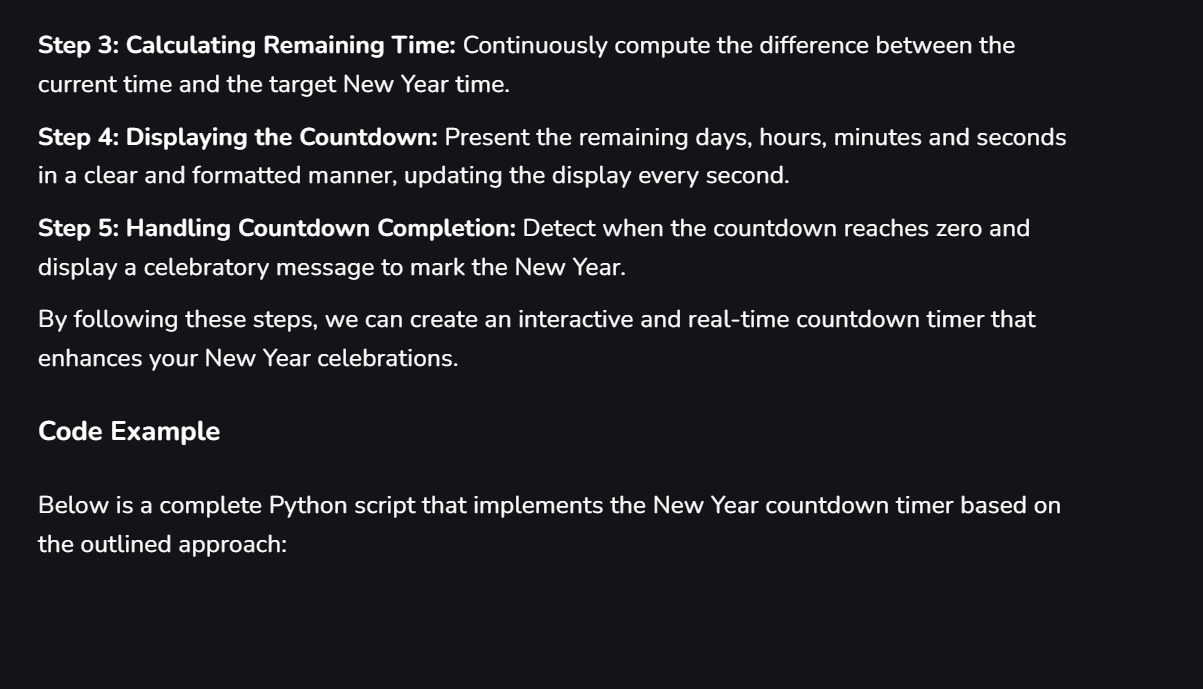 Step 3: Calculating Remaining Time: Continuously compute the difference between the
current time and the target New Year time.
Step 4: Displaying the Countdown: Present the remaining days, hours, minutes and seconds
in a clear and formatted manner, updating the display every second.
Step 5: Handling Countdown Completion: Detect when the countdown reaches zero and
display a celebratory message to mark the New Year.
By following these steps, we can create an interactive and real-time countdown timer that
enhances your New Year celebrations.
Code Example
Below is a complete Python script that implements the New Year countdown timer based on
the outlined approach: